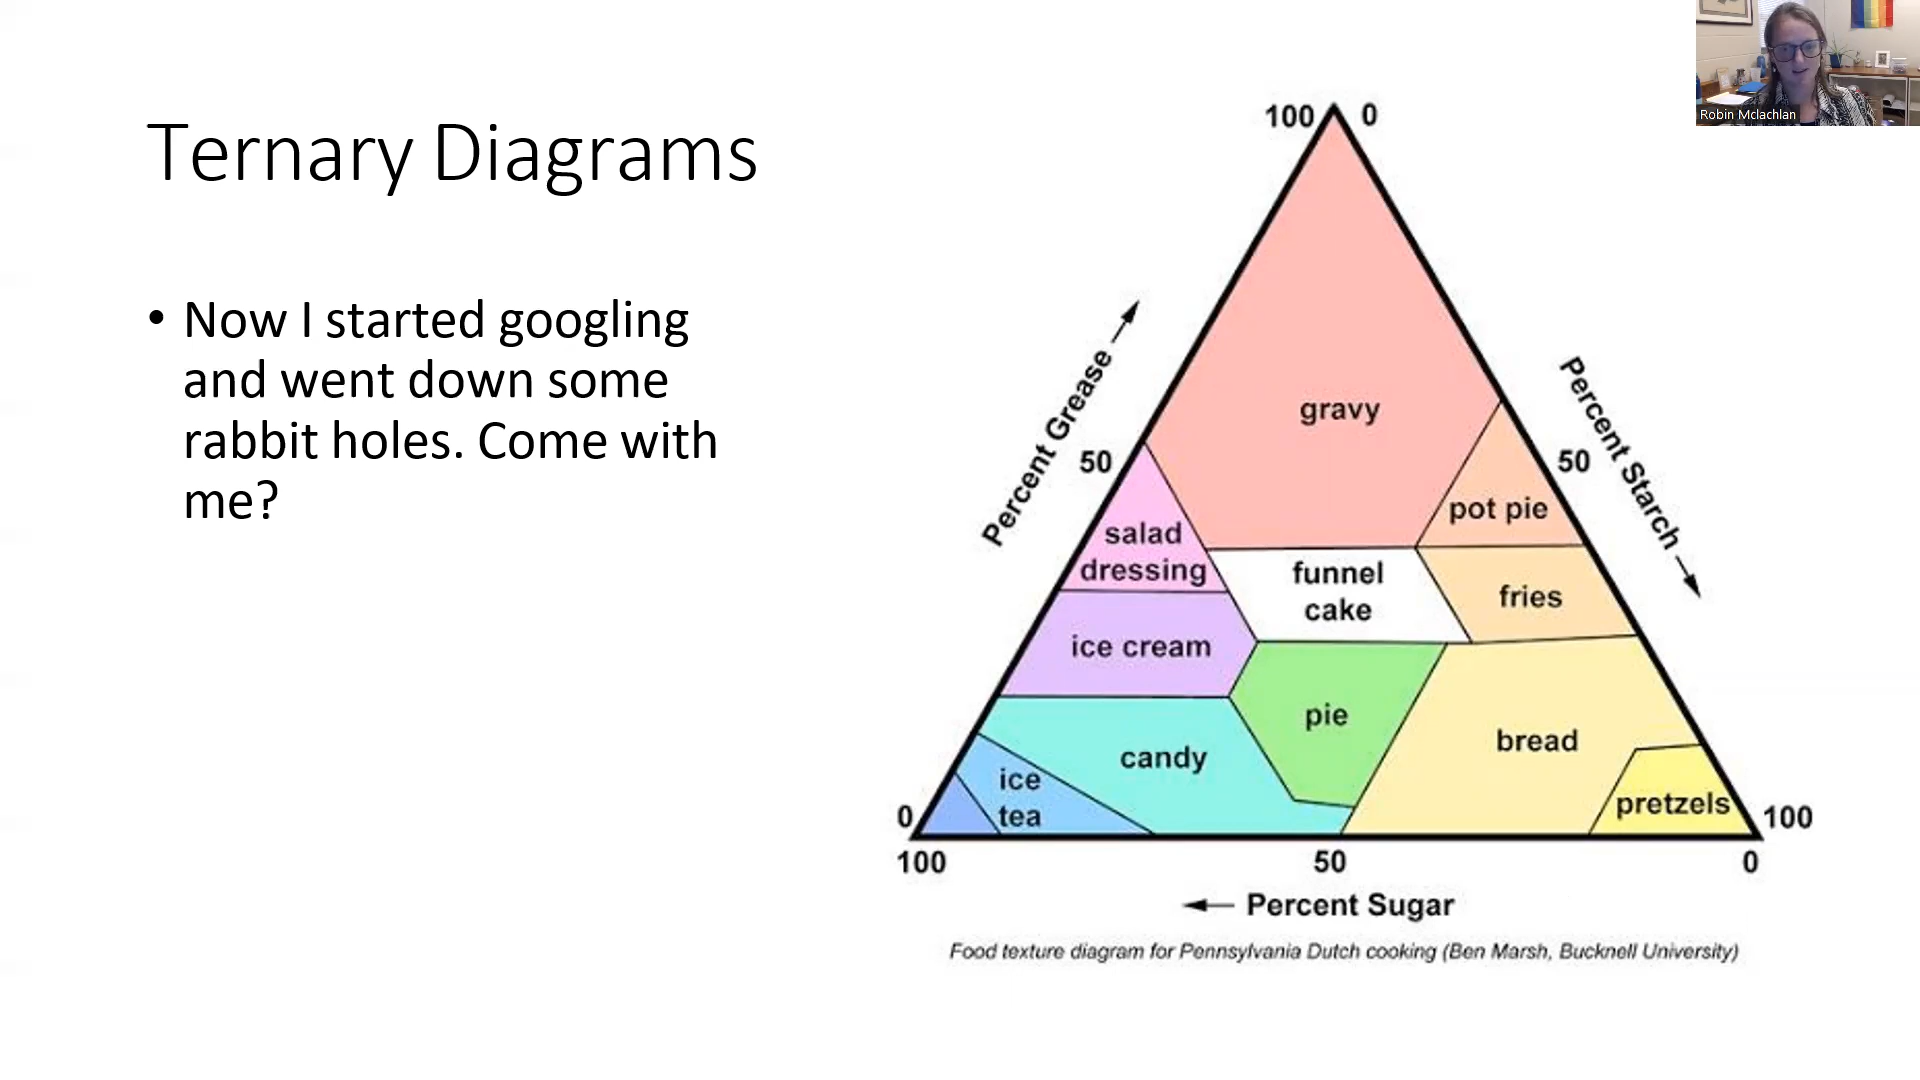 Robin Mclachlan
Ternary Diagrams
• Now I started googling
and went down some
rabbit holes. Come with
me?
100 0
Percent Grease
Percent Starch
gravy
50
50
pot pie
salad
dressing
funnel
cake
fries
ice cream
pie
bread
candy
ice
tea
pretzels
0
100
100
50
0
Percent Sugar
Food texture diagram for Pennsylvania Dutch cooking (Ben Marsh, Bucknell University)